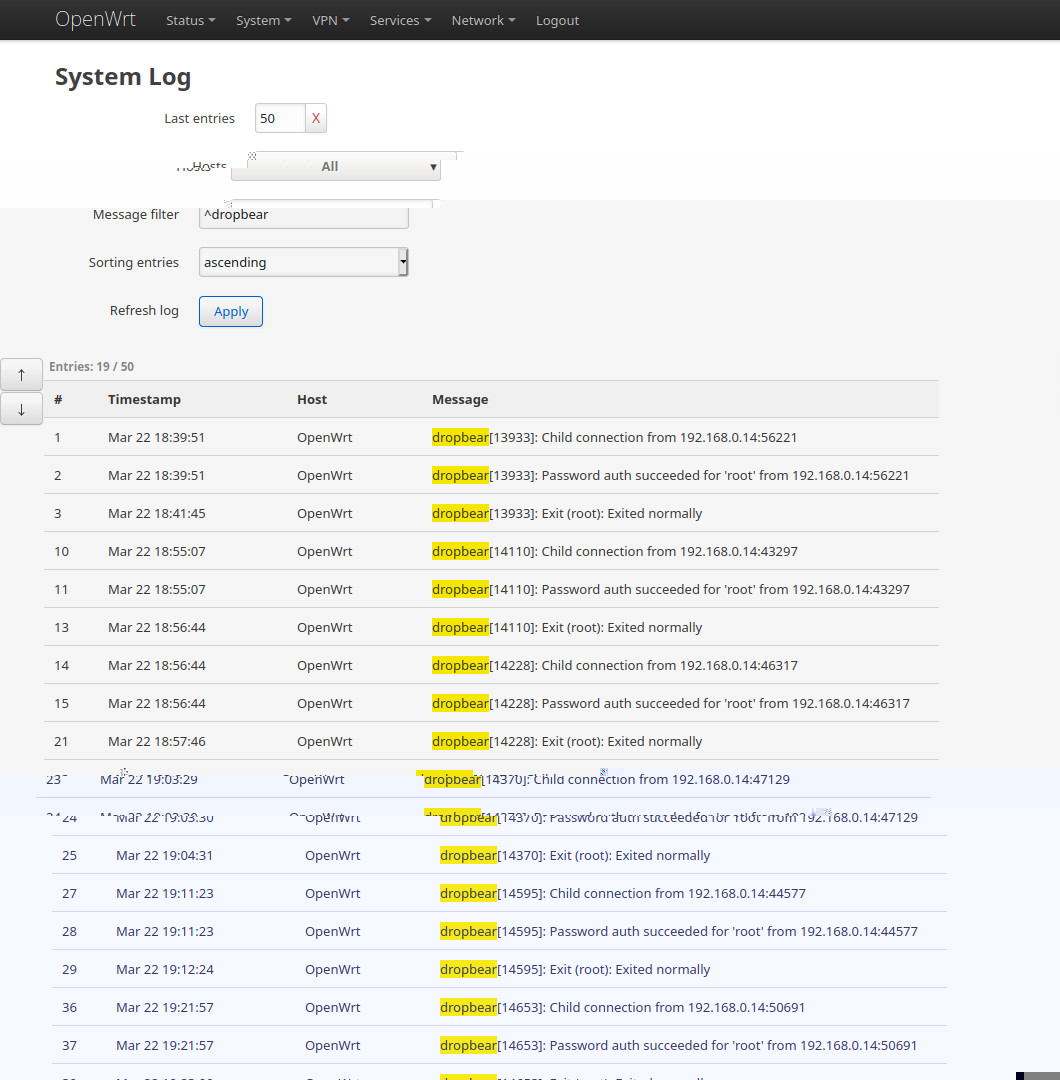 OpenWrt Status System VPN Services Network Logout
System Log
Last entries 50 X
Hosts All
Message filter ^dropbear
Sorting entries ascending
Refresh log Apply
↑ Entries: 19 / 50
↓ # Timestamp Host Message
1 Mar 22 18:39:51 OpenWrt dropbear[13933]: Child connection from 192.168.0.14:56221
2 Mar 22 18:39:51 OpenWrt dropbear[13933]: Password auth succeeded for 'root' from 192.168.0.14:56221
3 Mar 22 18:41:45 OpenWrt dropbear[13933]: Exit (root): Exited normally
10 Mar 22 18:55:07 OpenWrt dropbear[14110]: Child connection from 192.168.0.14:43297
11 Mar 22 18:55:07 OpenWrt dropbear[14110]: Password auth succeeded for 'root' from 192.168.0.14:43297
13 Mar 22 18:56:44 OpenWrt dropbear[14110]: Exit (root): Exited normally
14 Mar 22 18:56:44 OpenWrt dropbear[14228]: Child connection from 192.168.0.14:46317
15 Mar 22 18:56:44 OpenWrt dropbear[14228]: Password auth succeeded for 'root' from 192.168.0.14:46317
21 Mar 22 18:57:46 OpenWrt dropbear[14228]: Exit (root): Exited normally
23 Mar 22 19:03:29 OpenWrt dropbear[14370]: Child connection from 192.168.0.14:47129
24 Mar 22 19:03:30 OpenWrt dropbear[14370]: Password auth succeeded for 'root' from 192.168.0.14:47129
25 Mar 22 19:04:31 OpenWrt dropbear[14370]: Exit (root): Exited normally
27 Mar 22 19:11:23 OpenWrt dropbear[14595]: Child connection from 192.168.0.14:44577
28 Mar 22 19:11:23 OpenWrt dropbear[14595]: Password auth succeeded for 'root' from 192.168.0.14:44577
29 Mar 22 19:12:24 OpenWrt dropbear[14595]: Exit (root): Exited normally
36 Mar 22 19:21:57 OpenWrt dropbear[14653]: Child connection from 192.168.0.14:50691
37 Mar 22 19:21:57 OpenWrt dropbear[14653]: Password auth succeeded for 'root' from 192.168.0.14:50691